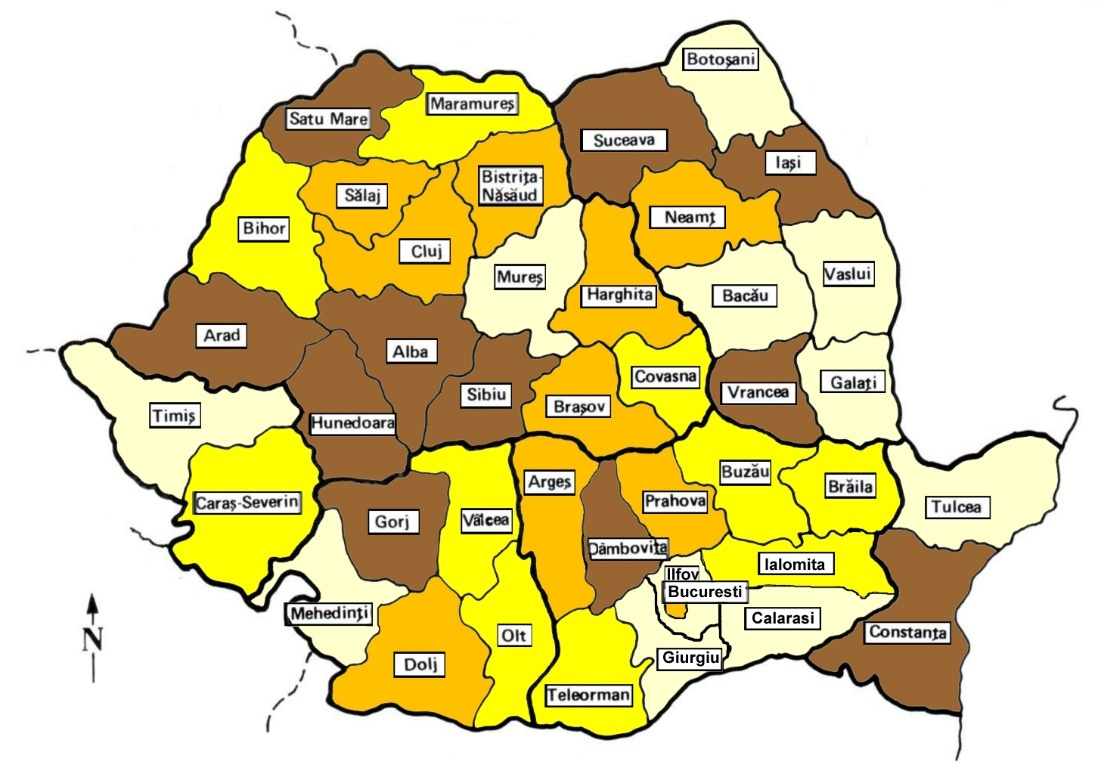 Botoșani
Maramureș
Satu Mare
Suceava
Iași
Bistrița-
Năsăud
Sălaj
Neamț
Bihor
Cluj
Mureș
Vaslui
Harghita
Bacău
Arad
Alba
Covasna
Galați
Sibiu
Vrancea
Brașov
Timiș
Hunedoara
Buzău
Argeș
Brăila
Prahova
Caraș-Severin
Tulcea
Gorj
Vâlcea
Dâmbovița
Ialomita
Ilfov
Bucuresti
Mehedinți
Calarasi
Constanța
Olt
N
Giurgiu
Dolj
Teleorman